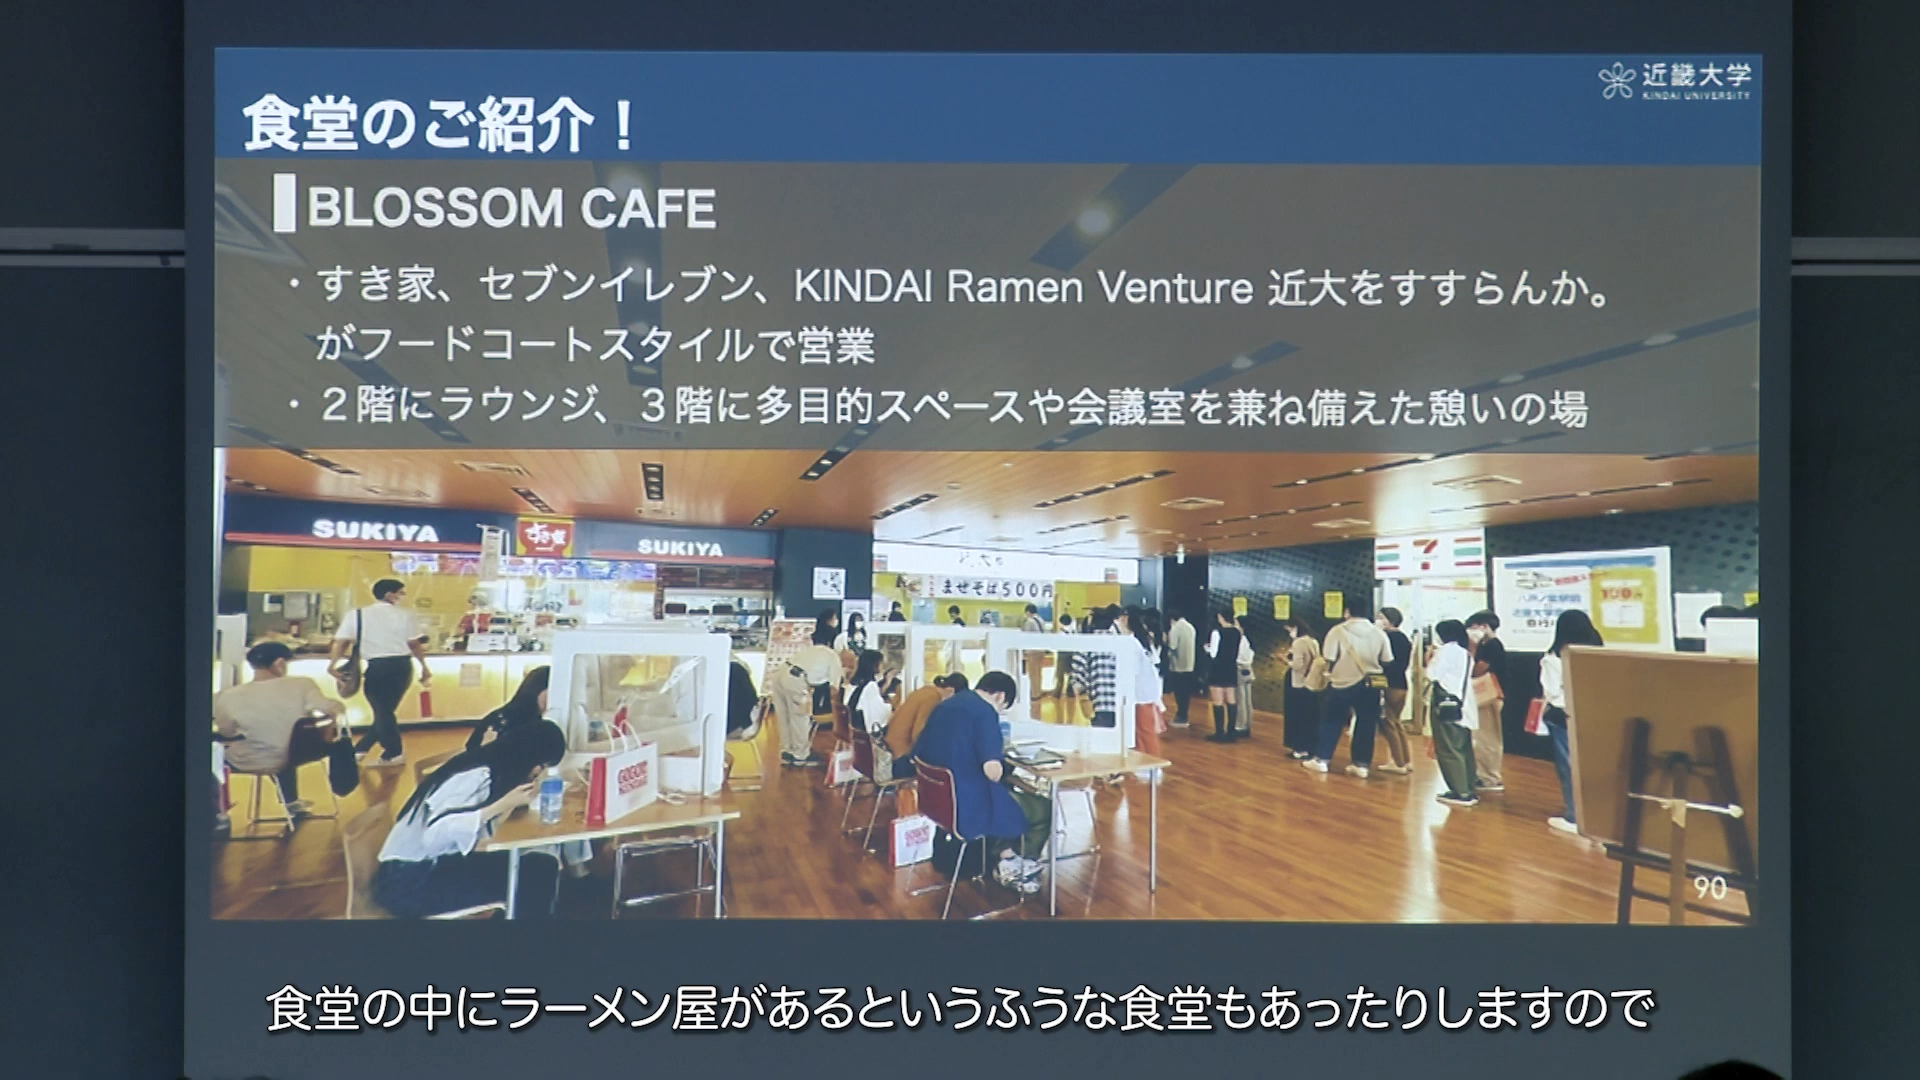 近畿大学
KINDAI UNIVERSITY
食堂のご紹介！
BLOSSOM CAFE
・すき家、セブンイレブン、KINDAI Ramen Venture 近大をすすらんか。
がフードコートスタイルで営業
・２階にラウンジ、３階に多目的スペースや会議室を兼ね備えた憩いの場
SUKIYA
すき家
SUKIYA
まぜそば500円
7
90
食堂の中にラーメン屋があるというふうな食堂もあったりしますので